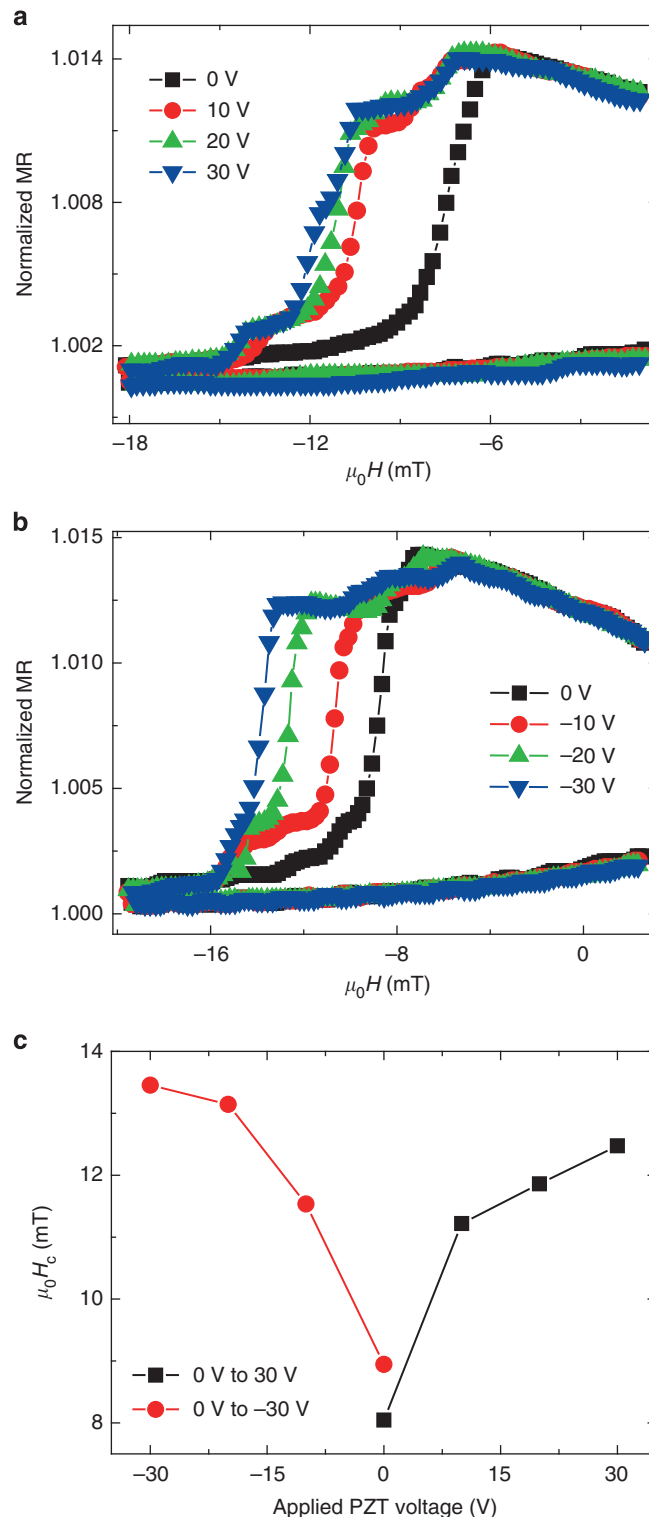 a
1.014
1.008
1.002
Normalized MR
0 V
10 V
20 V
30 V
–18
–12
–6
μ0H (mT)
b
1.015
1.010
1.005
1.000
Normalized MR
0 V
–10 V
–20 V
–30 V
–16
–8
0
μ0H (mT)
c
14
12
10
8
μ0Hc (mT)
0 V to 30 V
0 V to –30 V
–30
–15
0
15
30
Applied PZT voltage (V)